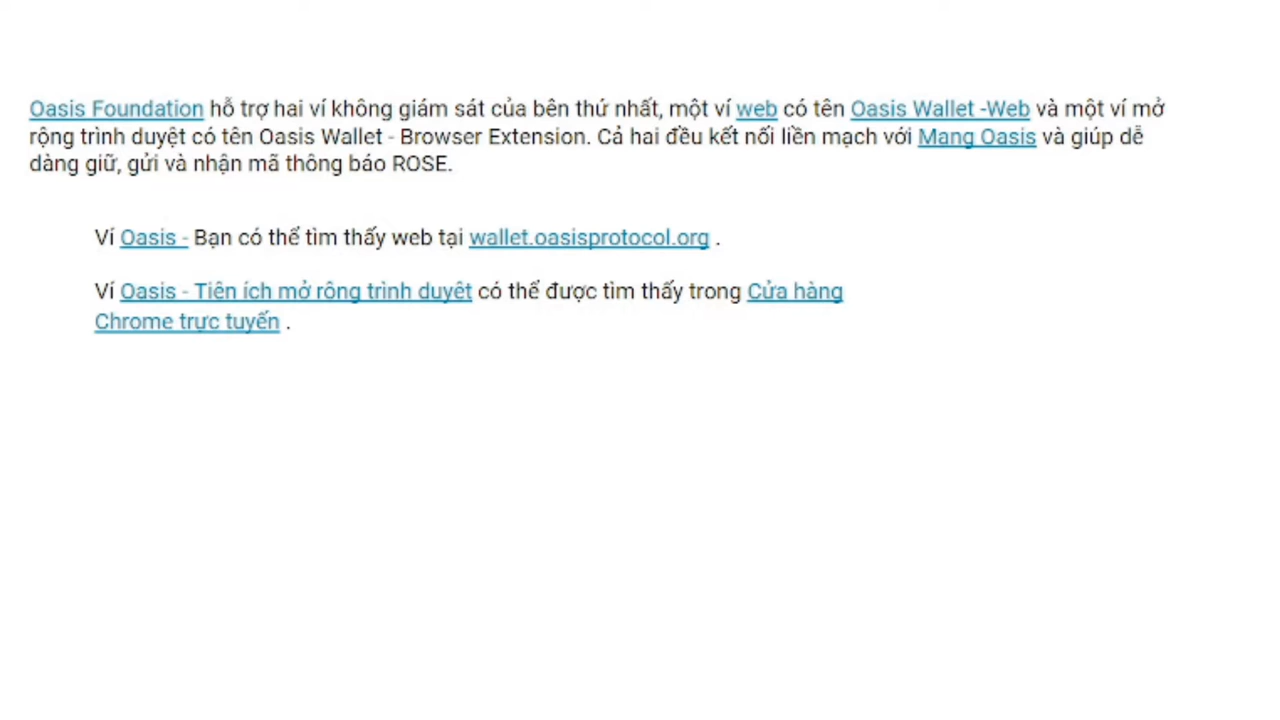 Oasis Foundation hỗ trợ hai ví không giám sát của bên thứ nhất, một ví web có tên Oasis Wallet -Web và một ví mở
rộng trình duyệt có tên Oasis Wallet - Browser Extension. Cả hai đều kết nối liền mạch với Mạng Oasis và giúp dễ
dàng giữ, gửi và nhận mã thông báo ROSE.
Ví Oasis - Bạn có thể tìm thấy web tại wallet.oasisprotocol.org .
Ví Oasis - Tiện ích mở rộng trình duyệt có thể được tìm thấy trong Cửa hàng
Chrome trực tuyến .